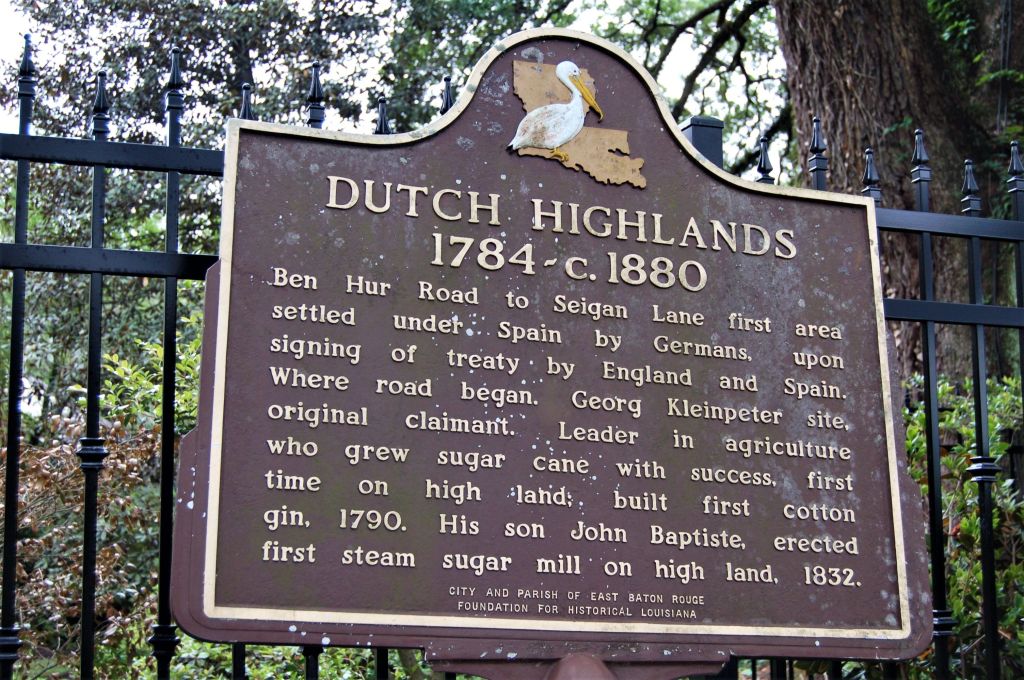 DUTCH HIGHLANDS
1784-c. 1880
Ben Hur Road to Seigan Lane first area
settled under Spain by Germans, upon
signing of treaty by England and Spain.
Where road began. Georg Kleinpeter site,
original claimant. Leader in agriculture
who grew sugar cane with success, first
time on high land; built first cotton
gin, 1790. His son John Baptiste, erected
first steam sugar mill on high land, 1832.
CITY AND PARISH OF EAST BATON ROUGE
FOUNDATION FOR HISTORICAL LOUISIANA